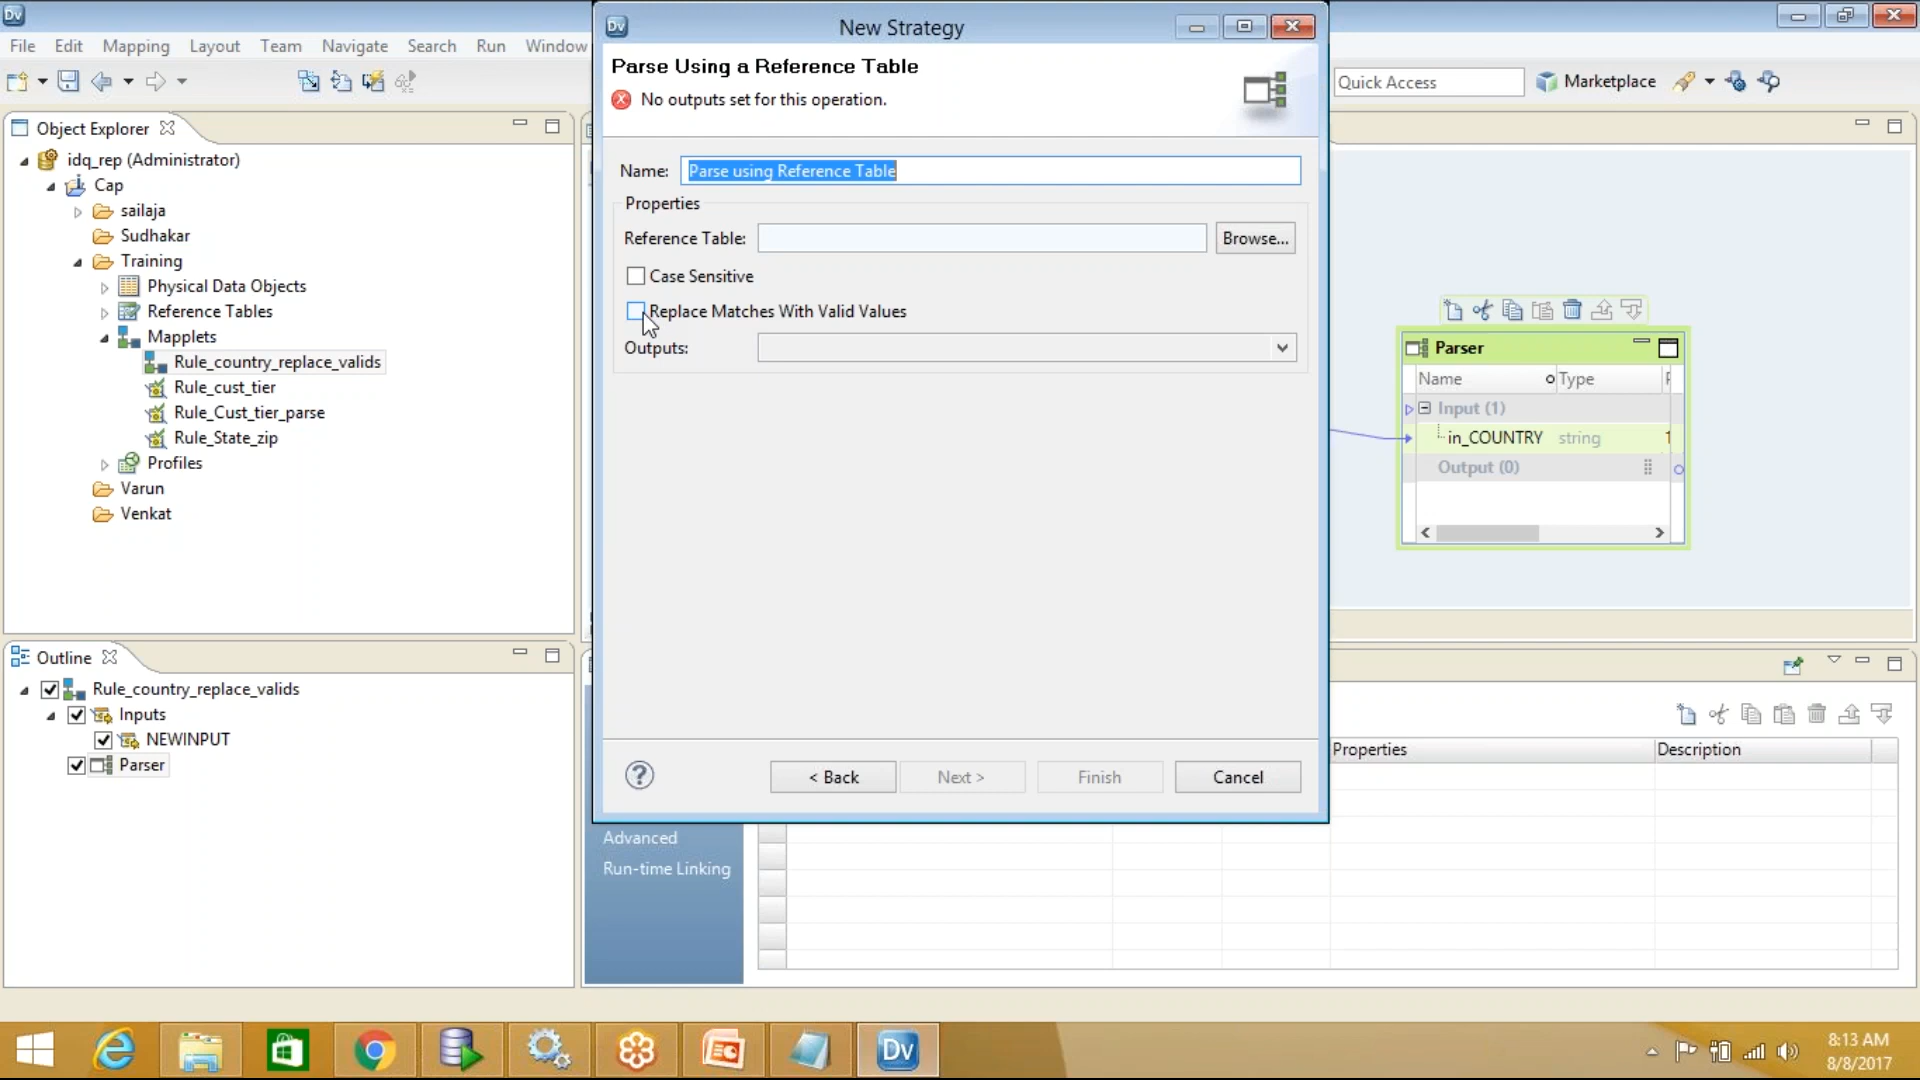 Dv
File Edit Mapping Layout Team Navigate Search Run Window
Object Explorer
idq_rep (Administrator)
Cap
sailaja
Sudhakar
Training
Physical Data Objects
Reference Tables
Mapplets
Rule_country_replace_valids
Rule_cust_tier
Rule_Cust_tier_parse
Rule_State_zip
Profiles
Varun
Venkat
Outline
Rule_country_replace_valids
Inputs
NEWINPUT
Parser
Dv
New Strategy
Parse Using a Reference Table
No outputs set for this operation.
Name: Parse using Reference Table
Properties
Reference Table: Browse...
Case Sensitive
Replace Matches With Valid Values
Outputs:
< Back Next > Finish Cancel
Quick Access Marketplace
Parser
Name Type
Input (1)
in_COUNTRY string 1
Output (0)
Properties Description
Advanced
Run-time Linking
Dv
8:13 AM
8/8/2017